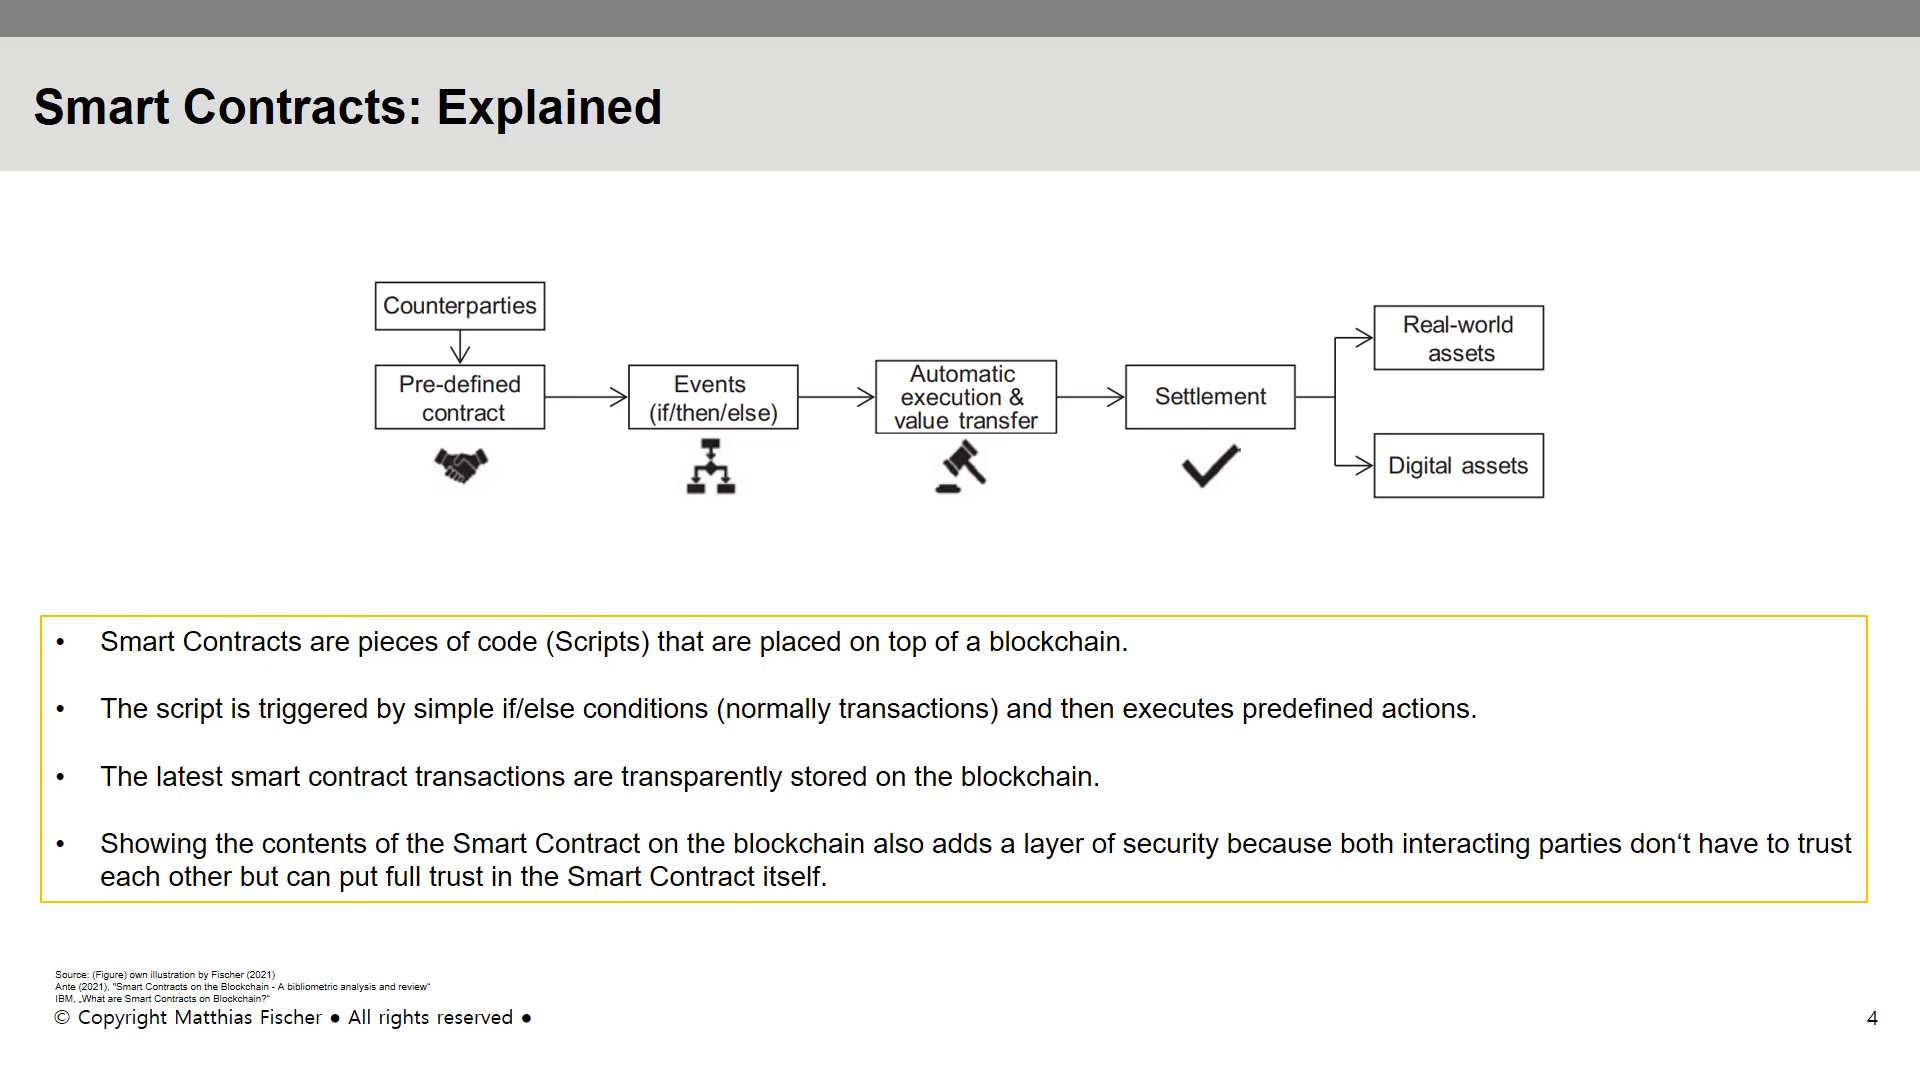 Smart Contracts: Explained
Counterparties
Pre-defined
contract
Events
(if/then/else)
Automatic
execution &
value transfer
Settlement
Real-world
assets
Digital assets
• Smart Contracts are pieces of code (Scripts) that are placed on top of a blockchain.
• The script is triggered by simple if/else conditions (normally transactions) and then executes predefined actions.
• The latest smart contract transactions are transparently stored on the blockchain.
• Showing the contents of the Smart Contract on the blockchain also adds a layer of security because both interacting parties don‘t have to trust
each other but can put full trust in the Smart Contract itself.
Source: (Figure) own illustration by Fischer (2021)
Ante (2021), "Smart Contracts on the Blockchain - A bibliometric analysis and review“
IBM, „What are Smart Contracts on Blockchain?“
© Copyright Matthias Fischer ● All rights reserved ●
4